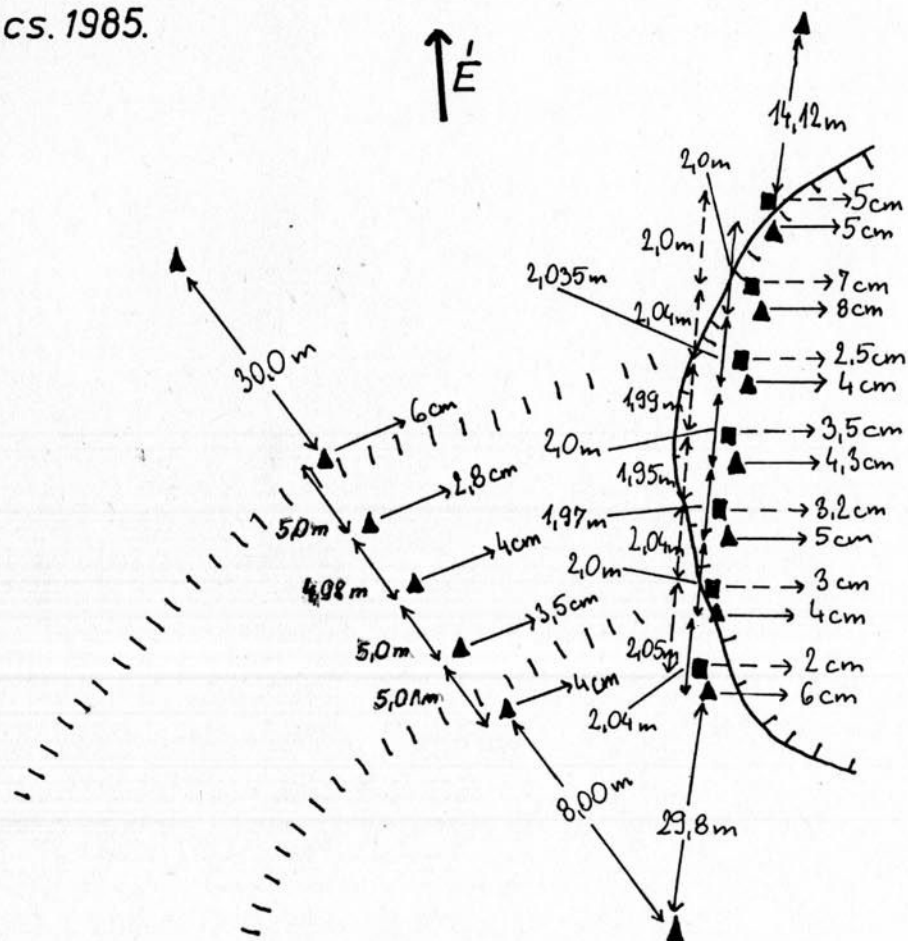 cs. 1985.
É
14,12m
2,0m
5cm
5cm
2,0m
2,035m
7cm
8cm
2,04m
2,5cm
4cm
30,0m
1,99m
6cm
2,0m
3,5cm
4,3cm
1,95m
2,8cm
1,97m
3,2cm
5,0m
5cm
2,04m
4cm
2,0m
3cm
4,98m
4cm
3,5cm
5,0m
2,05m
2cm
4cm
5,01m
6cm
2,04m
8,00m
29,8m